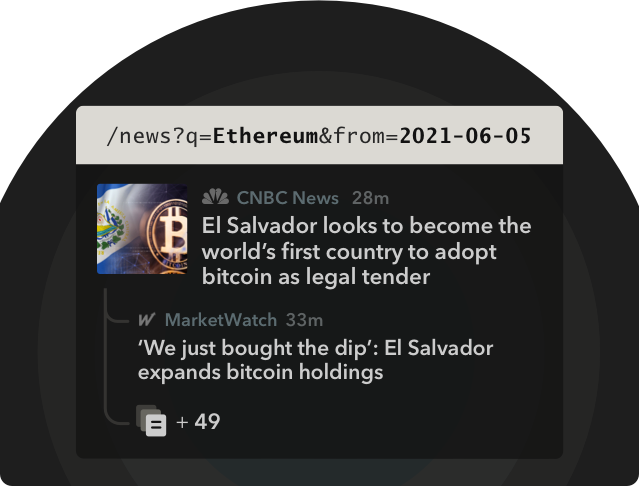 /news?q=Ethereum&from=2021-06-05
CNBC News 28m
El Salvador looks to become the
world’s first country to adopt
bitcoin as legal tender
MarketWatch 33m
‘We just bought the dip’: El Salvador
expands bitcoin holdings
+ 49